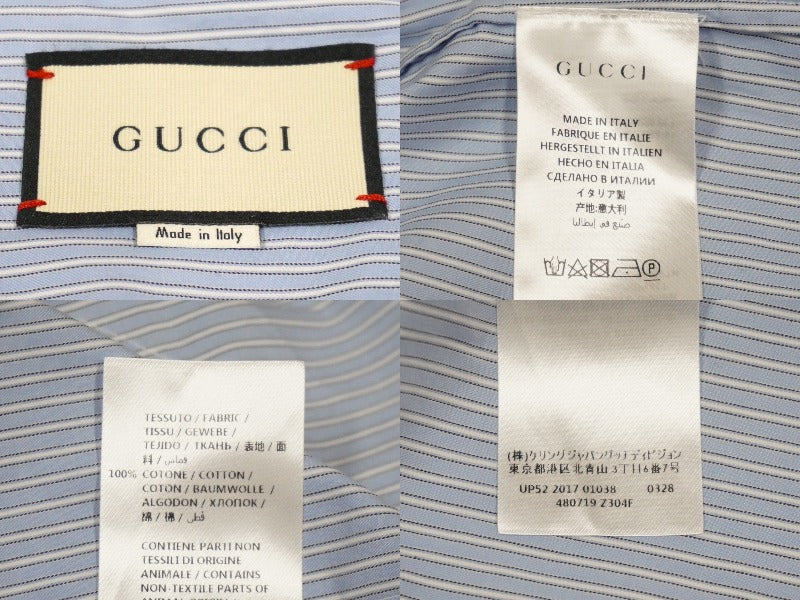 GUCCI
Made in Italy
GUCCI
MADE IN ITALY
FABRIQUE EN ITALIE
HERGESTELLT IN ITALIEN
HECHO EN ITALIA
СДЕЛАНО В ИТАЛИИ
イタリア製
产地:意大利
صنع في إيطاليا
TESSUTO / FABRIC /
TISSU / GEWEBE /
TEJIDO / ТКАНЬ / 表地 / 面
料 / قماس
100% COTONE / COTTON /
COTON / BAUMWOLLE /
ALGODON / ХЛОПОК /
綿 / 棉 / قطن
CONTIENE PARTI NON
TESSILI DI ORIGINE
ANIMALE / CONTAINS
NON-TEXTILE PARTS OF
(株)ケリングジャパングッチディビジョン
東京都港区北青山3丁目6番7号
UP52 2017 01038 0328
480719 Z304F